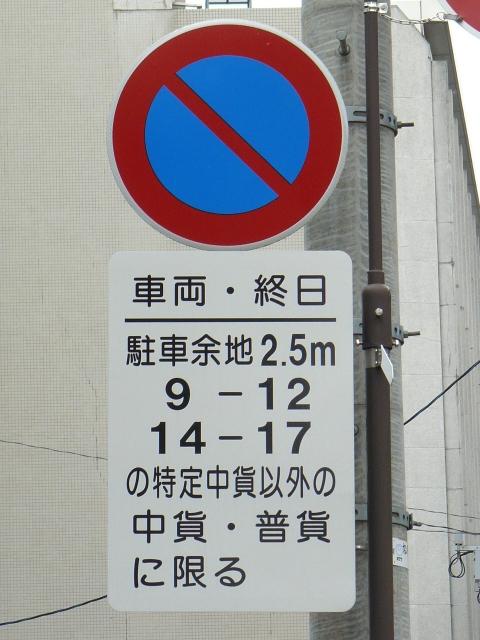 車両・終日
駐車余地2.5m
9－12
14－17
の特定中貨以外の
中貨・普貨
に限る